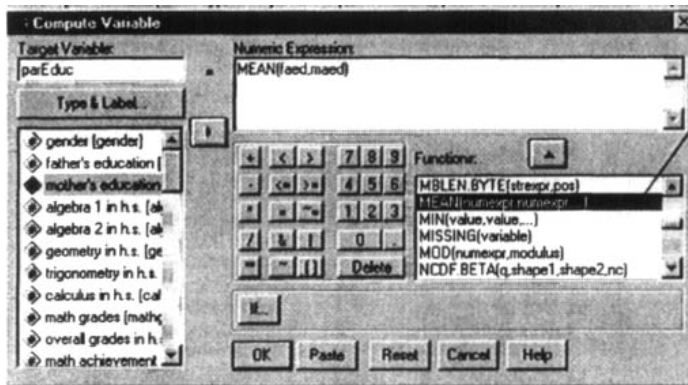 Compute Variable
Target Variable:
parEduc
=
Numeric Expression:
MEAN(faed,maed)
Type & Label...
gender [gender]
father's education [
mother's education
algebra 1 in h.s. [al
algebra 2 in h.s. [al
geometry in h.s. [ge
trigonometry in h.s.
calculus in h.s. [cal
math grades [mathg
overall grades in h.
math achievement
+ < > 7 8 9
- <= >= 4 5 6
* = ~= 1 2 3
/ & | 0 .
** ~ () Delete
Functions:
MBLEN.BYTE(strexpr,pos)
MEAN(numexpr,numexpr,...)
MIN(value,value,...)
MISSING(variable)
MOD(numexpr,modulus)
NCDF.BETA(q,shape1,shape2,nc)
If...
OK Paste Reset Cancel Help